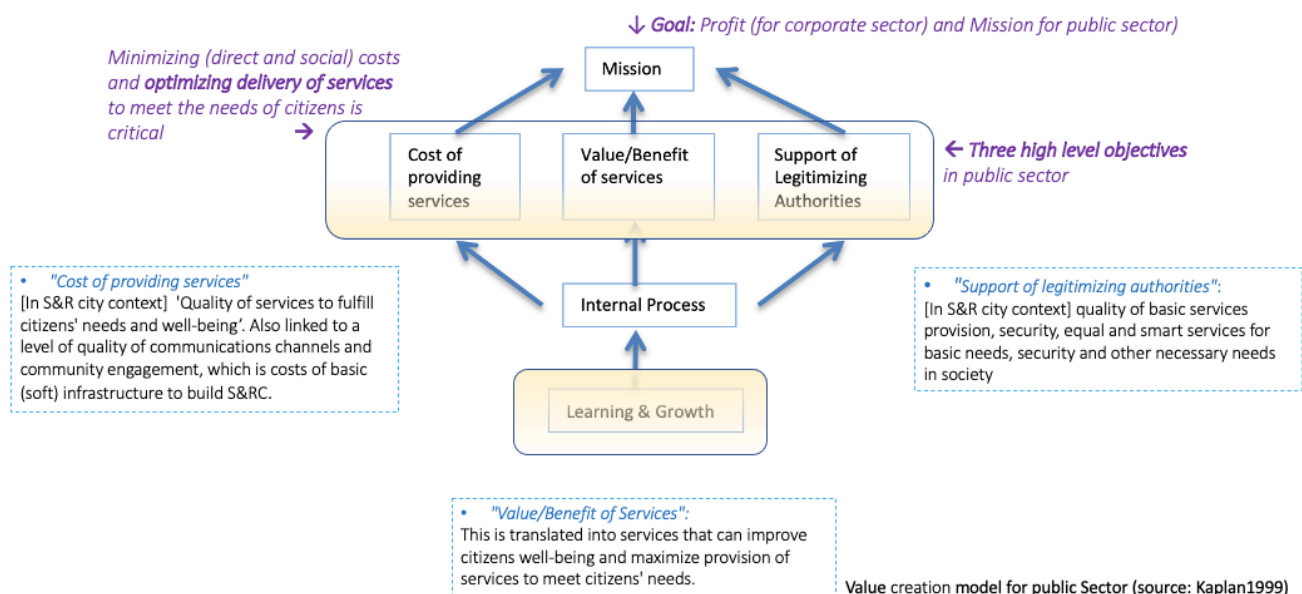 ↓ Goal: Profit (for corporate sector) and Mission for public sector)
Minimizing (direct and social) costs
and optimizing delivery of services
to meet the needs of citizens is
critical →
Mission
Cost of
providing
services
Value/Benefit
of services
Support of
Legitimizing
Authorities
← Three high level objectives
in public sector
• "Cost of providing services"
[In S&R city context] 'Quality of services to fulfill
citizens' needs and well-being’. Also linked to a
level of quality of communications channels and
community engagement, which is costs of basic
(soft) infrastructure to build S&RC.
Internal Process
• "Support of legitimizing authorities":
[In S&R city context] quality of basic services
provision, security, equal and smart services for
basic needs, security and other necessary needs
in society
Learning & Growth
• "Value/Benefit of Services":
This is translated into services that can improve
citizens well-being and maximize provision of
services to meet citizens' needs.
Value creation model for public Sector (source: Kaplan1999)